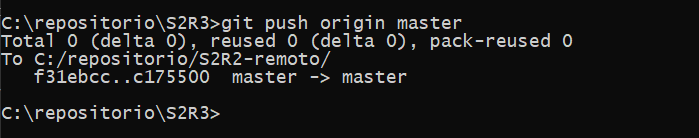 C:\repositorio\S2R3>git push origin master
Total 0 (delta 0), reused 0 (delta 0), pack-reused 0
To C:/repositorio/S2R2-remoto/
   f31ebcc..c175500  master -> master
C:\repositorio\S2R3>